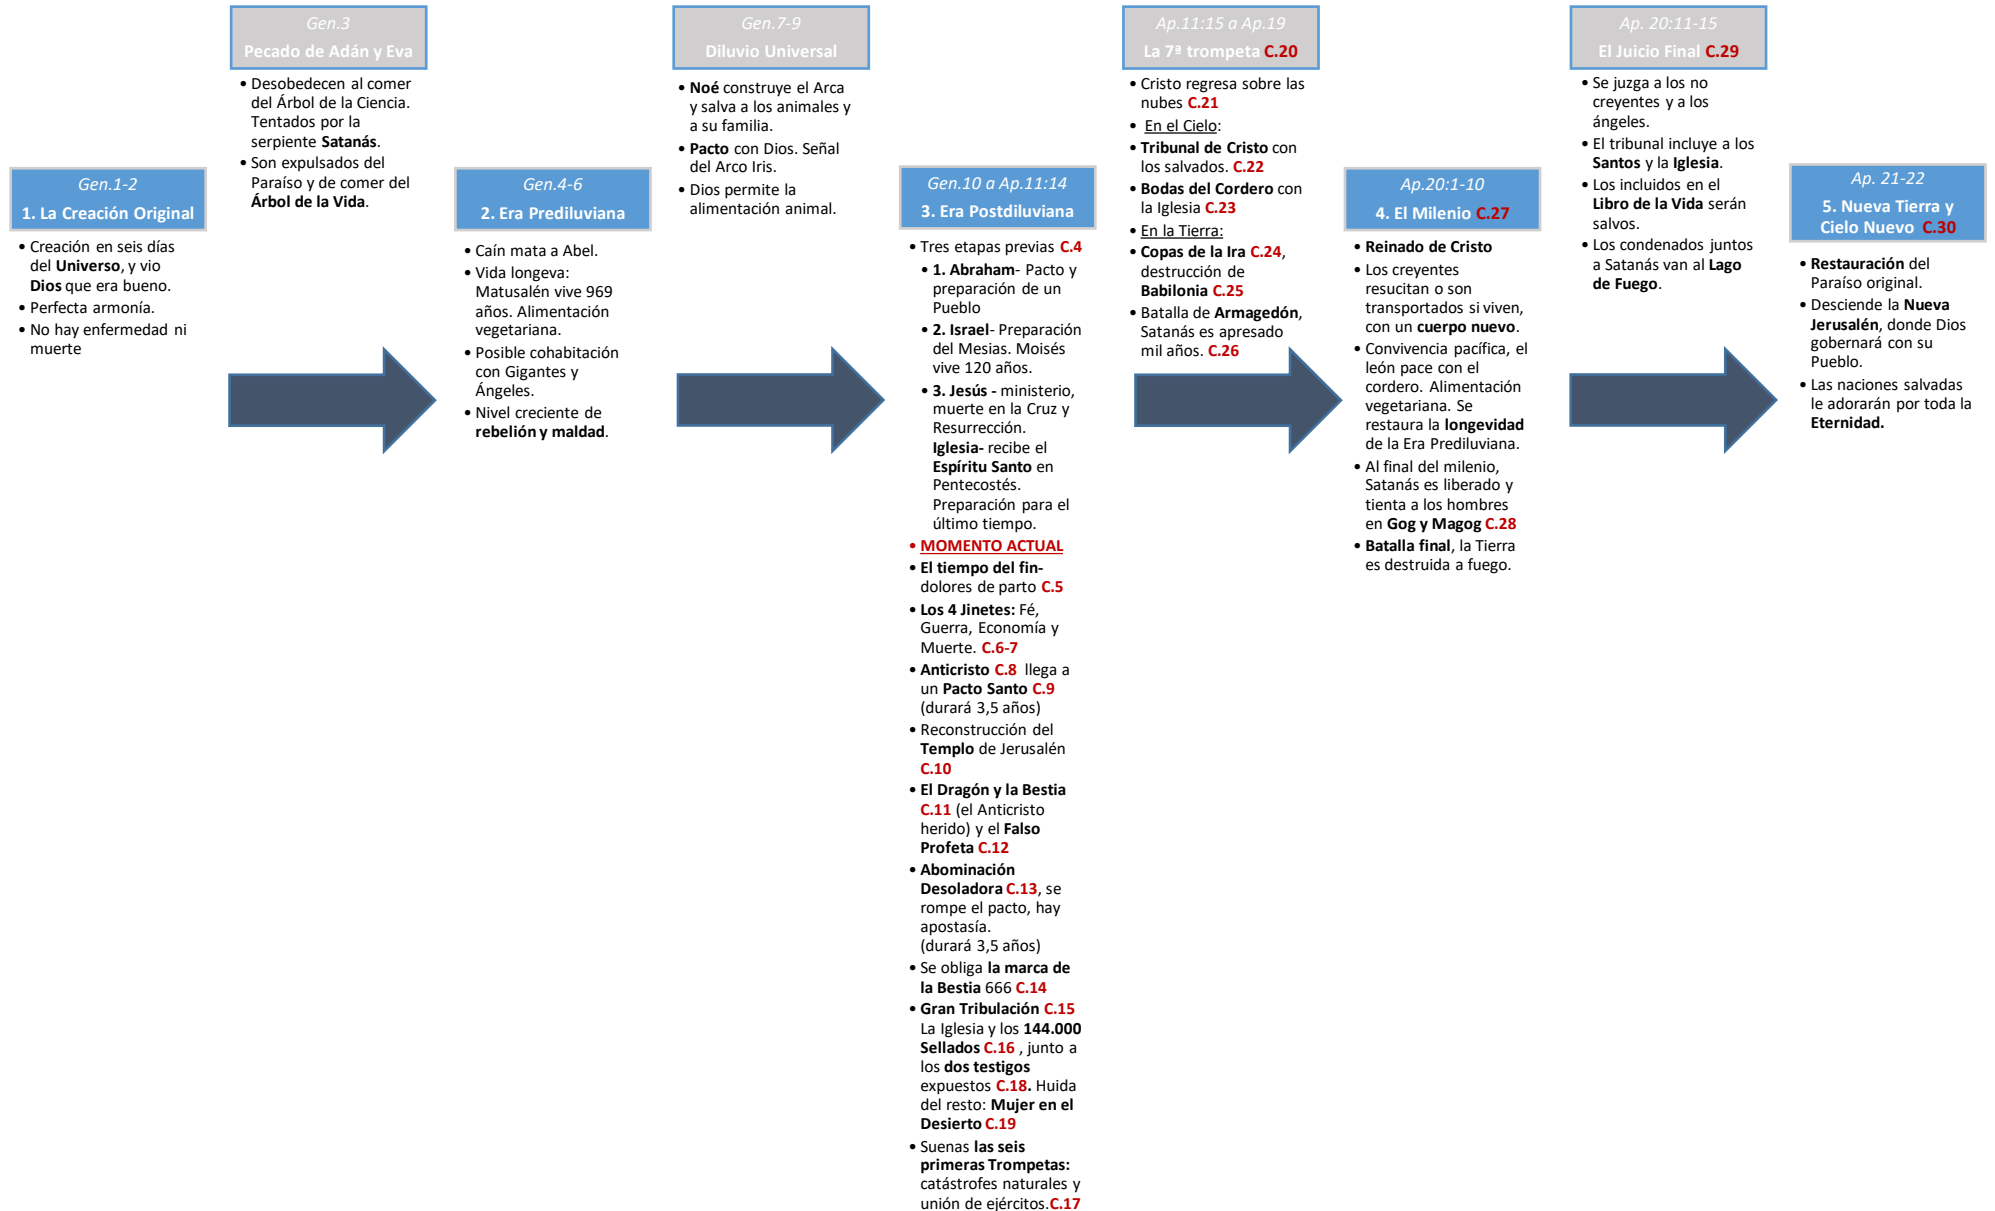 Gen.1-2
1. La Creación Original
• Creación en seis días
del Universo, y vio
Dios que era bueno.
• Perfecta armonía.
• No hay enfermedad ni
muerte
Gen.3
Pecado de Adán y Eva
• Desobedecen al comer
del Árbol de la Ciencia.
Tentados por la
serpiente Satanás.
• Son expulsados del
Paraíso y de comer del
Árbol de la Vida.
Gen.4-6
2. Era Prediluviana
• Caín mata a Abel.
• Vida longeva:
Matusalén vive 969
años. Alimentación
vegetariana.
• Posible cohabitación
con Gigantes y
Ángeles.
• Nivel creciente de
rebelión y maldad.
Gen.7-9
Diluvio Universal
• Noé construye el Arca
y salva a los animales y
a su familia.
• Pacto con Dios. Señal
del Arco Iris.
• Dios permite la
alimentación animal.
Gen.10 a Ap.11:14
3. Era Postdiluviana
• Tres etapas previas C.4
• 1. Abraham- Pacto y
preparación de un
Pueblo
• 2. Israel- Preparación
del Mesias. Moisés
vive 120 años.
• 3. Jesús - ministerio,
muerte en la Cruz y
Resurrección.
Iglesia- recibe el
Espíritu Santo en
Pentecostés.
Preparación para el
último tiempo.
• MOMENTO ACTUAL
• El tiempo del fin-
dolores de parto C.5
• Los 4 Jinetes: Fé,
Guerra, Economía y
Muerte. C.6-7
• Anticristo C.8 llega a
un Pacto Santo C.9
(durará 3,5 años)
• Reconstrucción del
Templo de Jerusalén
C.10
• El Dragón y la Bestia
C.11 (el Anticristo
herido) y el Falso
Profeta C.12
• Abominación
Desoladora C.13, se
rompe el pacto, hay
apostasía.
(durará 3,5 años)
• Se obliga la marca de
la Bestia 666 C.14
• Gran Tribulación C.15
La Iglesia y los 144.000
Sellados C.16 , junto a
los dos testigos
expuestos C.18. Huida
del resto: Mujer en el
Desierto C.19
• Suenas las seis
primeras Trompetas:
catástrofes naturales y
unión de ejércitos.C.17
Ap.11:15 a Ap.19
La 7ª trompeta C.20
• Cristo regresa sobre las
nubes C.21
• En el Cielo:
• Tribunal de Cristo con
los salvados. C.22
• Bodas del Cordero con
la Iglesia C.23
• En la Tierra:
• Copas de la Ira C.24,
destrucción de
Babilonia C.25
• Batalla de Armagedón,
Satanás es apresado
mil años. C.26
Ap.20:1-10
4. El Milenio C.27
• Reinado de Cristo
• Los creyentes
resucitan o son
transportados si viven,
con un cuerpo nuevo.
• Convivencia pacífica, el
león pace con el
cordero. Alimentación
vegetariana. Se
restaura la longevidad
de la Era Prediluviana.
• Al final del milenio,
Satanás es liberado y
tienta a los hombres
en Gog y Magog C.28
• Batalla final, la Tierra
es destruida a fuego.
Ap. 20:11-15
El Juicio Final C.29
• Se juzga a los no
creyentes y a los
ángeles.
• El tribunal incluye a los
Santos y la Iglesia.
• Los incluidos en el
Libro de la Vida serán
salvos.
• Los condenados juntos
a Satanás van al Lago
de Fuego.
Ap. 21-22
5. Nueva Tierra y
Cielo Nuevo C.30
• Restauración del
Paraíso original.
• Desciende la Nueva
Jerusalén, donde Dios
gobernará con su
Pueblo.
• Las naciones salvadas
le adorarán por toda la
Eternidad.